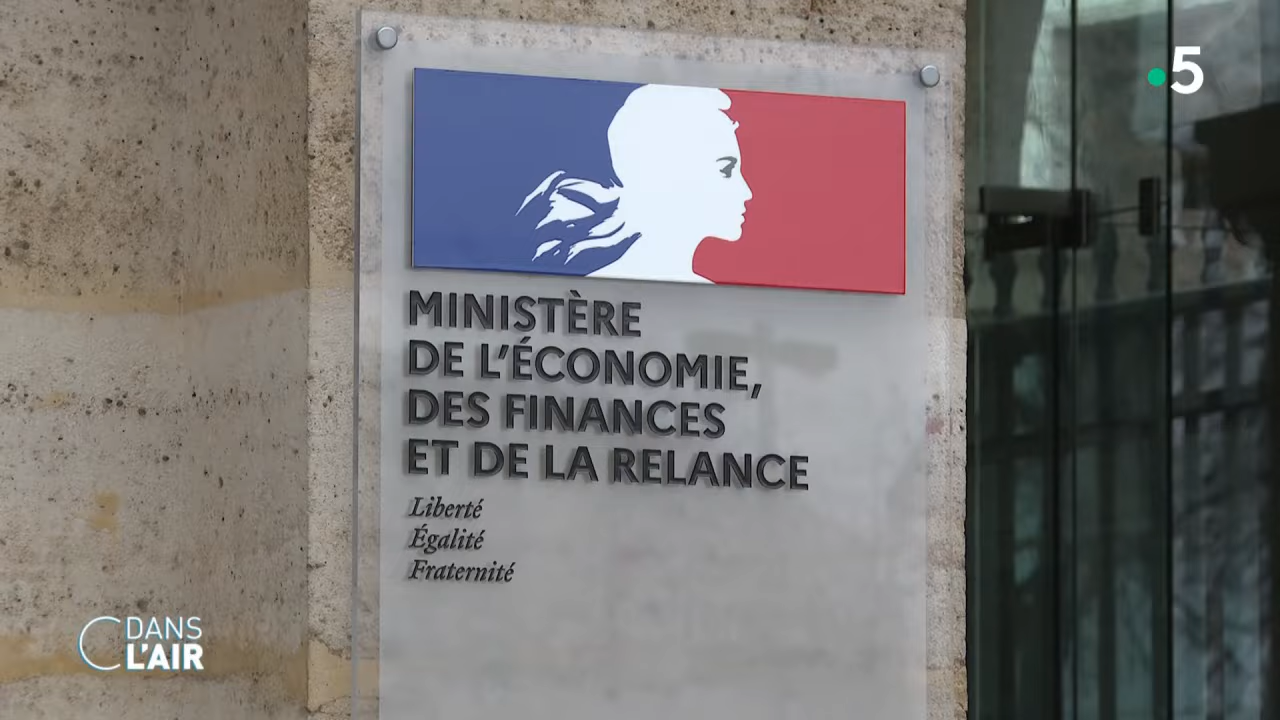 5
MINISTÈRE
DE L'ÉCONOMIE,
DES FINANCES
ET DE LA RELANCE
Liberté
Égalité
Fraternité
C DANS
L'AIR